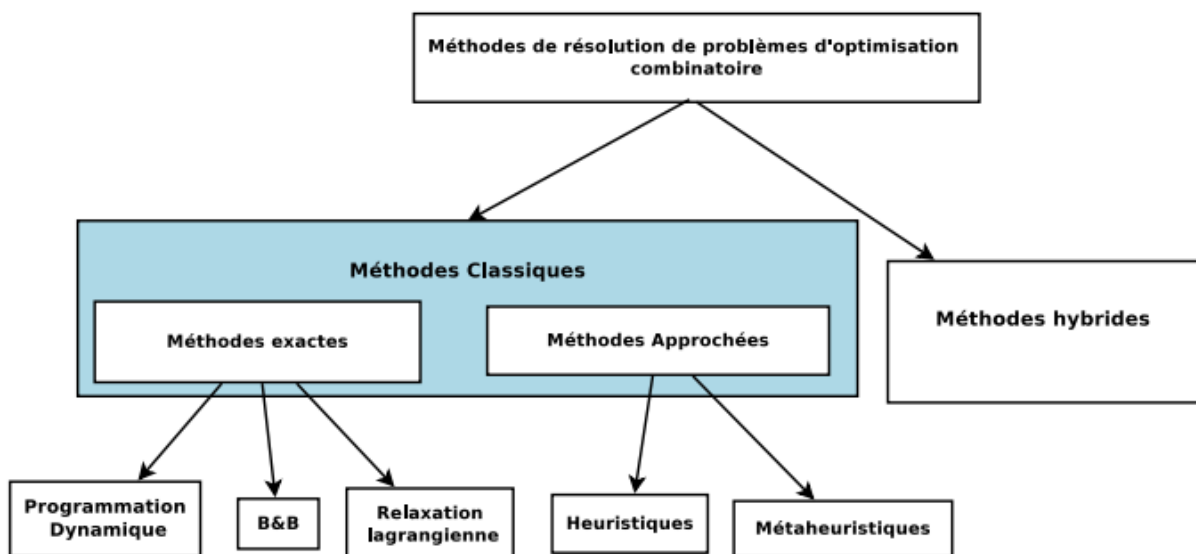 Méthodes de résolution de problèmes d'optimisation
combinatoire
Méthodes Classiques
Méthodes hybrides
Méthodes exactes
Méthodes Approchées
Programmation
Dynamique
B&B
Relaxation
lagrangienne
Heuristiques
Métaheuristiques